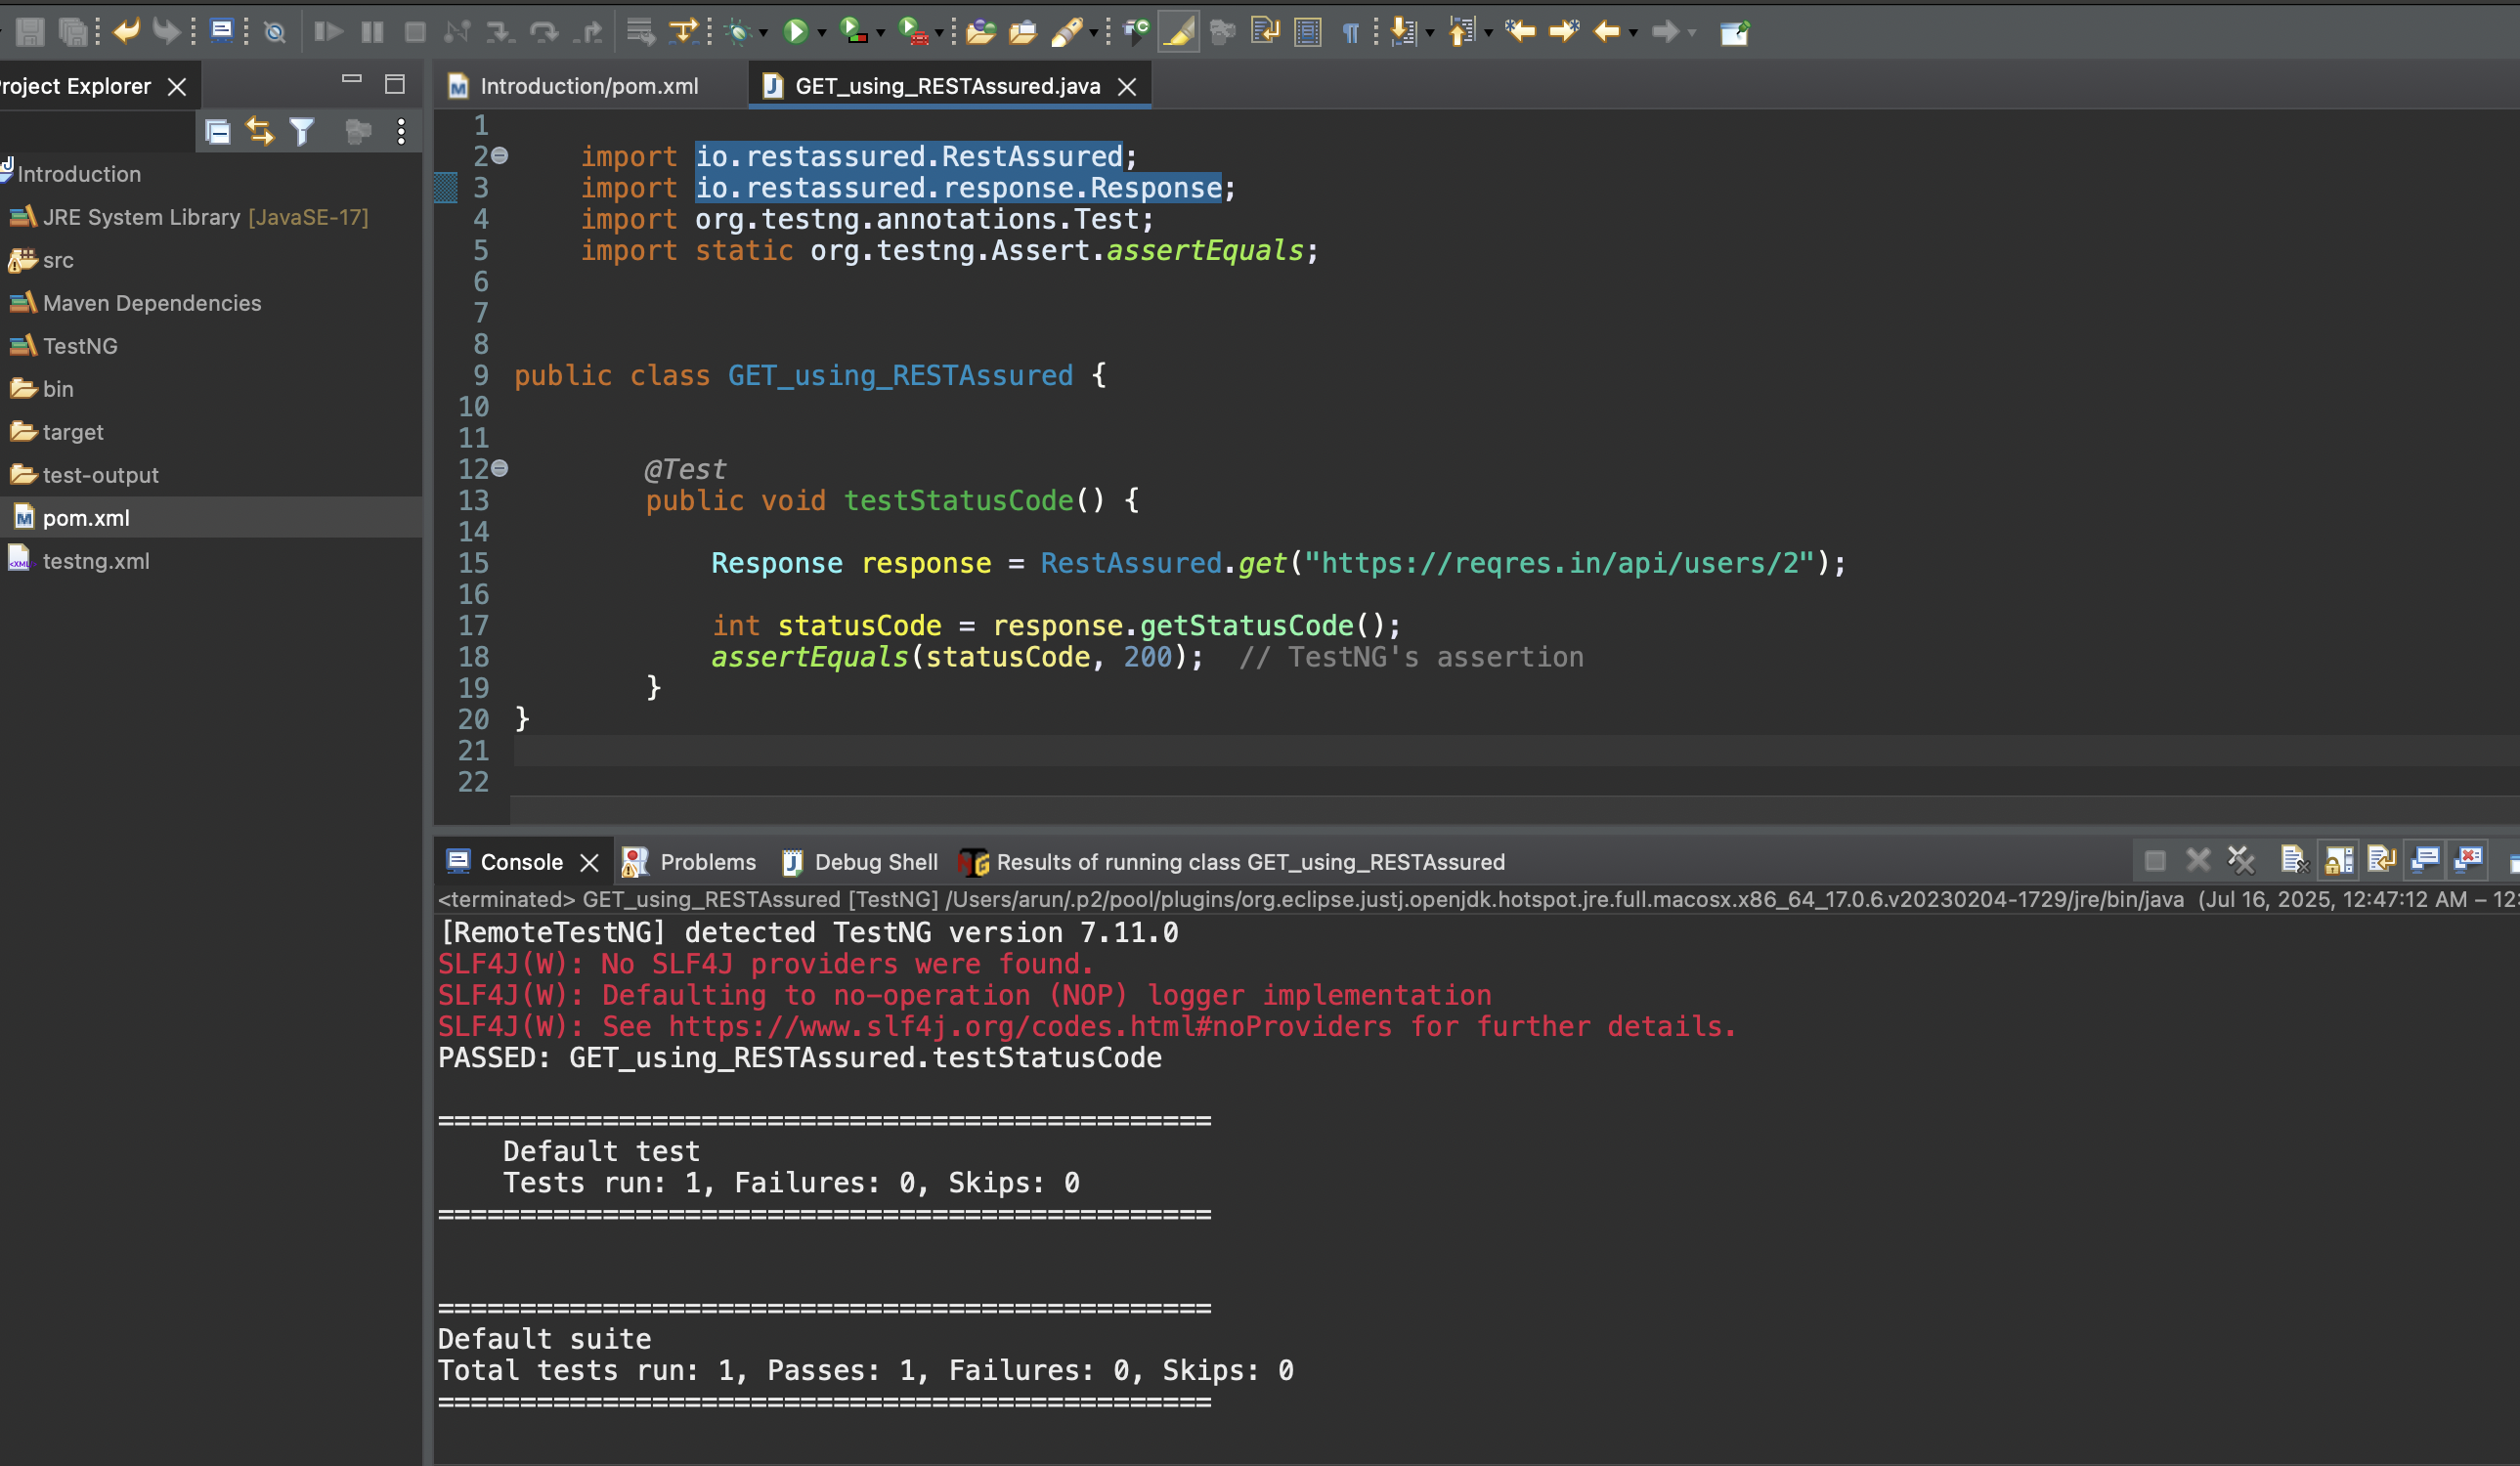 roject Explorer
Introduction/pom.xml
GET_using_RESTAssured.java
Introduction
JRE System Library [JavaSE-17]
src
Maven Dependencies
TestNG
bin
target
test-output
pom.xml
testng.xml
1
2 import io.restassured.RestAssured;
3 import io.restassured.response.Response;
4 import org.testng.annotations.Test;
5 import static org.testng.Assert.assertEquals;
6
7
8
9 public class GET_using_RESTAssured {
10
11
12 @Test
13 public void testStatusCode() {
14
15 Response response = RestAssured.get("https://reqres.in/api/users/2");
16
17 int statusCode = response.getStatusCode();
18 assertEquals(statusCode, 200);  // TestNG's assertion
19 }
20 }
21
22
Console Problems Debug Shell Results of running class GET_using_RESTAssured
<terminated> GET_using_RESTAssured [TestNG] /Users/arun/.p2/pool/plugins/org.eclipse.justj.openjdk.hotspot.jre.full.macosx.x86_64_17.0.6.v20230204-1729/jre/bin/java (Jul 16, 2025, 12:47:12 AM – 12:
[RemoteTestNG] detected TestNG version 7.11.0
SLF4J(W): No SLF4J providers were found.
SLF4J(W): Defaulting to no-operation (NOP) logger implementation
SLF4J(W): See https://www.slf4j.org/codes.html#noProviders for further details.
PASSED: GET_using_RESTAssured.testStatusCode
===============================================
Default test
Tests run: 1, Failures: 0, Skips: 0
===============================================
===============================================
Default suite
Total tests run: 1, Passes: 1, Failures: 0, Skips: 0
===============================================